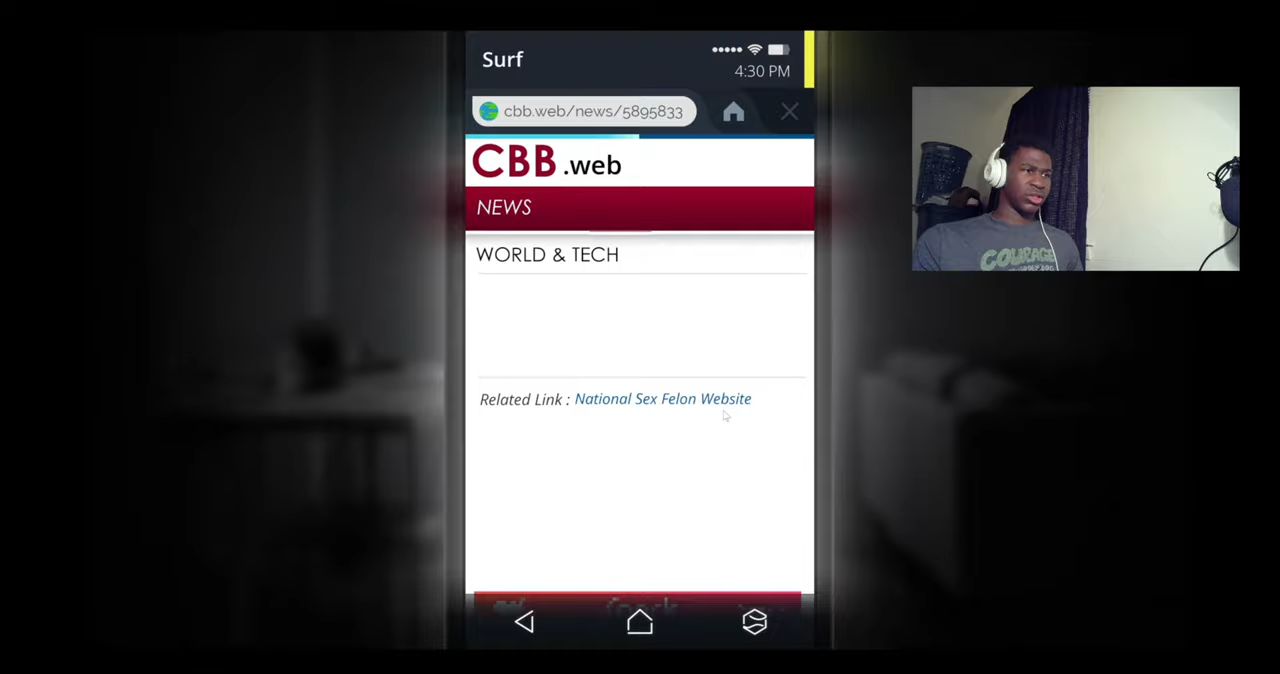 Surf
4:30 PM
cbb.web/news/5895833
CBB.web
NEWS
WORLD & TECH
Related Link : National Sex Felon Website
COURAGE